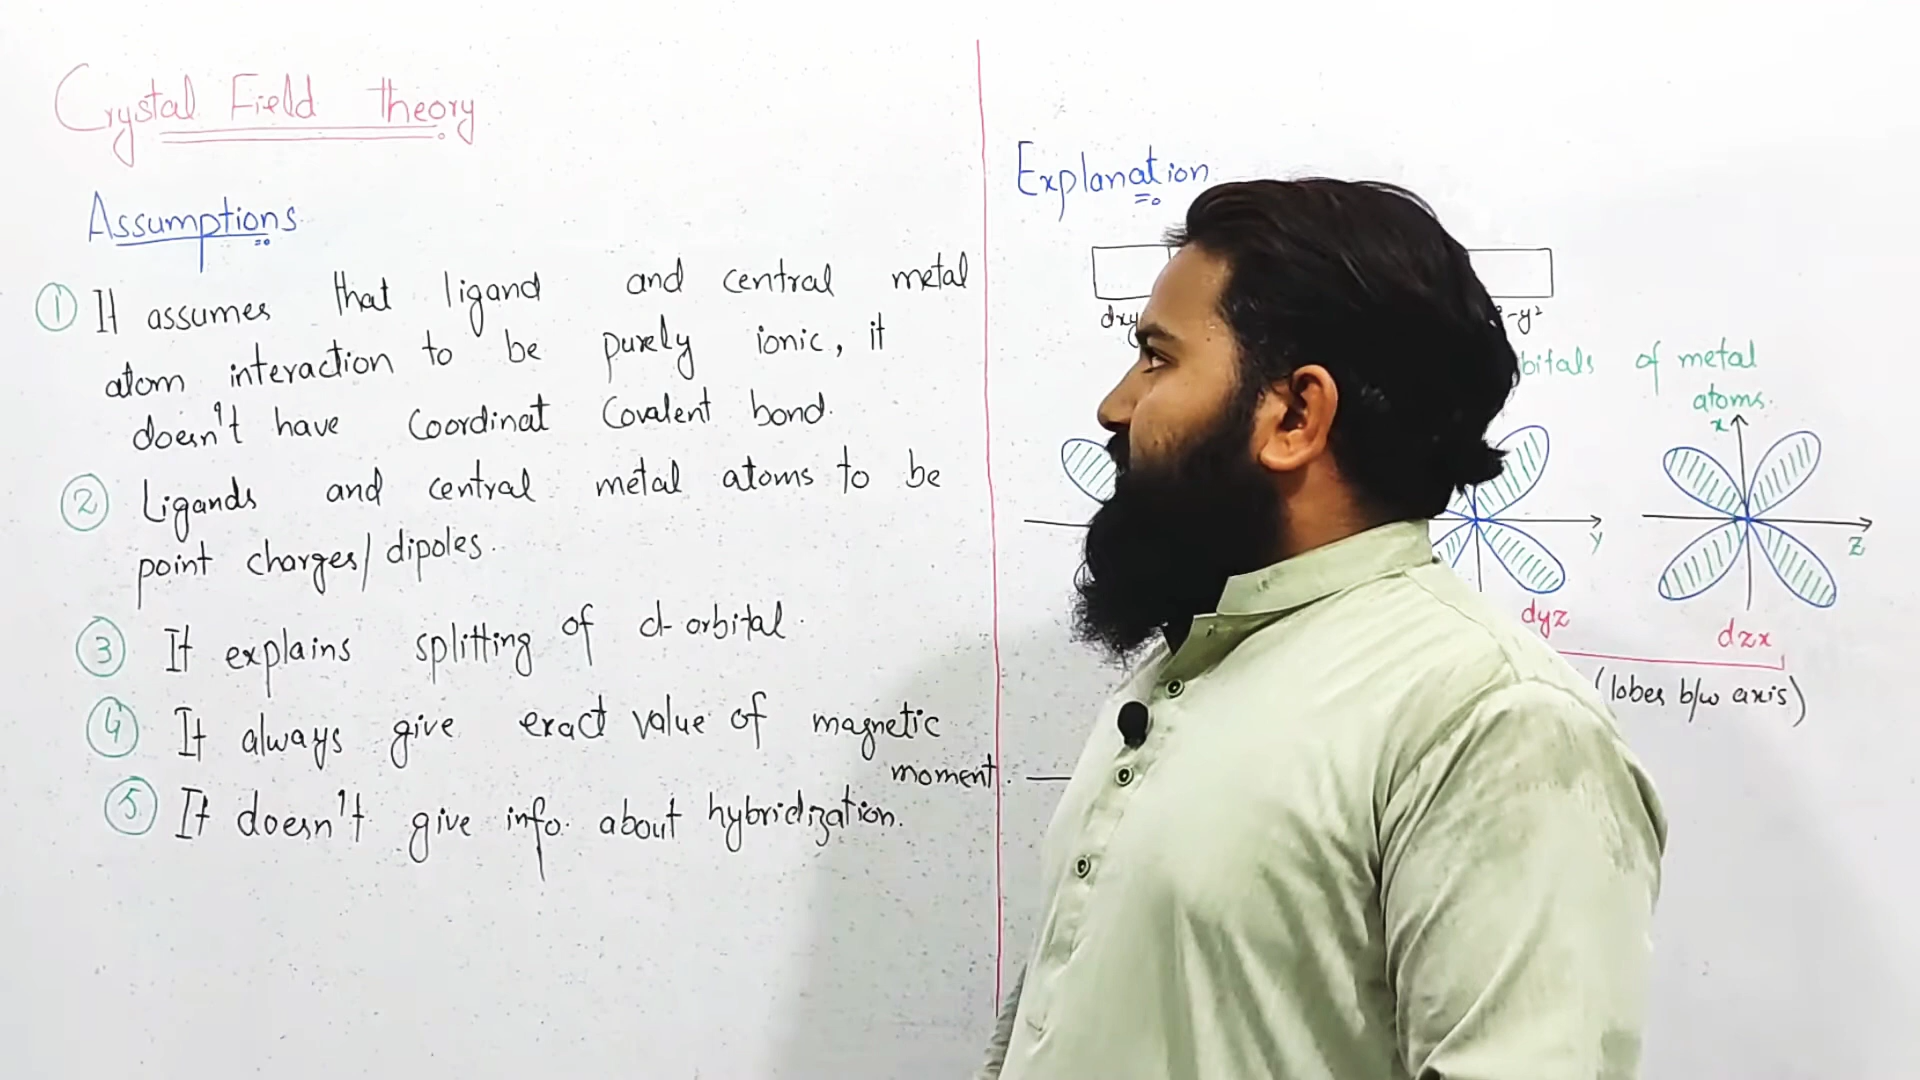 Crystal Field theory
Assumptions
① It assumes that ligand and central metal
atom interaction to be purely ionic, it
doesn't have Coordinat Covalent bond.
② Ligands and central metal atoms to be
point charges/dipoles.
③ It explains splitting of d-orbital.
④ It always give exact value of magnetic
moment.
⑤ It doesn't give info. about hybridization.
Explanation
dxy -y²
of metal
atoms.
x
y z
dyz
dzx
(lobes b/w axis)